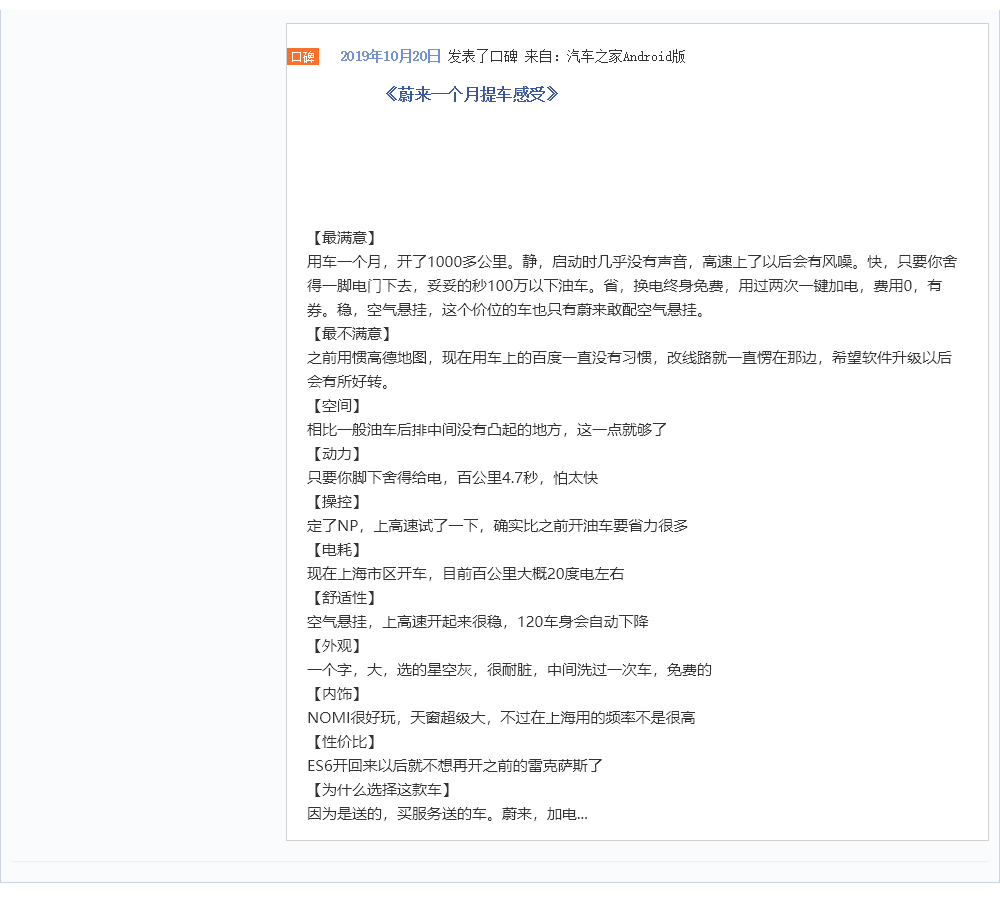 口碑 2019年10月20日 发表了口碑 来自：汽车之家Android版
《蔚来一个月提车感受》
【最满意】
用车一个月，开了1000多公里。静，启动时几乎没有声音，高速上了以后会有风噪。快，只要你舍
得一脚电门下去，妥妥的秒100万以下油车。省，换电终身免费，用过两次一键加电，费用0，有
券。稳，空气悬挂，这个价位的车也只有蔚来敢配空气悬挂。
【最不满意】
之前用惯高德地图，现在用车上的百度一直没有习惯，改线路就一直愣在那边，希望软件升级以后
会有所好转。
【空间】
相比一般油车后排中间没有凸起的地方，这一点就够了
【动力】
只要你脚下舍得给电，百公里4.7秒，怕太快
【操控】
定了NP，上高速试了一下，确实比之前开油车要省力很多
【电耗】
现在上海市区开车，目前百公里大概20度电左右
【舒适性】
空气悬挂，上高速开起来很稳，120车身会自动下降
【外观】
一个字，大，选的星空灰，很耐脏，中间洗过一次车，免费的
【内饰】
NOMI很好玩，天窗超级大，不过在上海用的频率不是很高
【性价比】
ES6开回来以后就不想再开之前的雷克萨斯了
【为什么选择这款车】
因为是送的，买服务送的车。蔚来，加电...